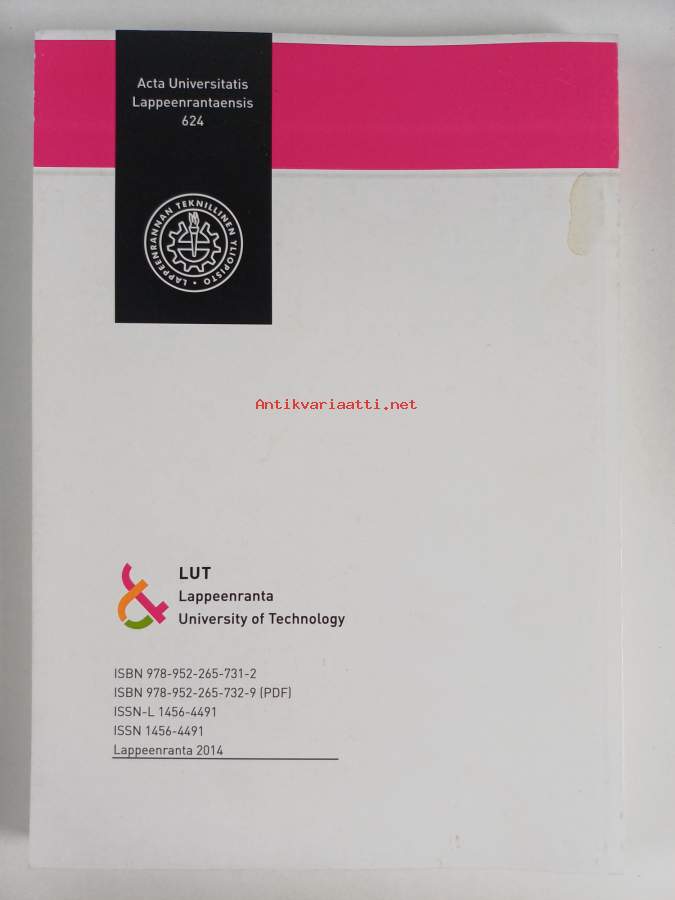 Acta Universitatis
Lappeenrantaensis
624
LAPPEENRANNAN TEKNILLINEN YLIOPISTO •
Antikvariaatti.net
LUT
Lappeenranta
University of Technology
ISBN 978-952-265-731-2
ISBN 978-952-265-732-9 (PDF)
ISSN-L 1456-4491
ISSN 1456-4491
Lappeenranta 2014